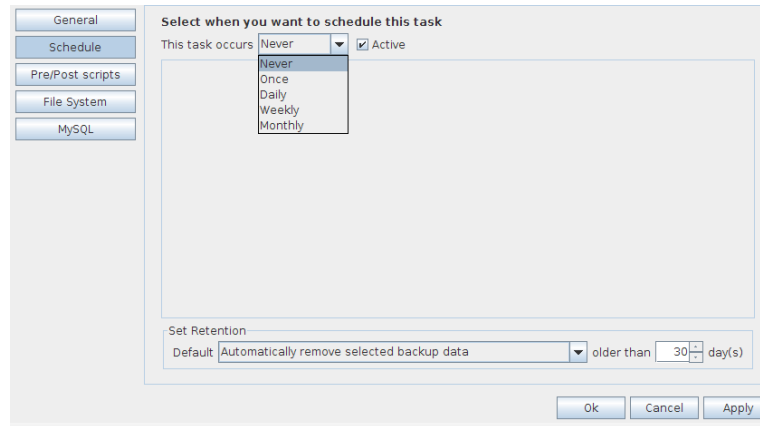 General
Schedule
Pre/Post scripts
File System
MySQL
Select when you want to schedule this task
This task occurs Never Active
Never
Once
Daily
Weekly
Monthly
Set Retention
Default Automatically remove selected backup data older than 30 day(s)
Ok Cancel Apply